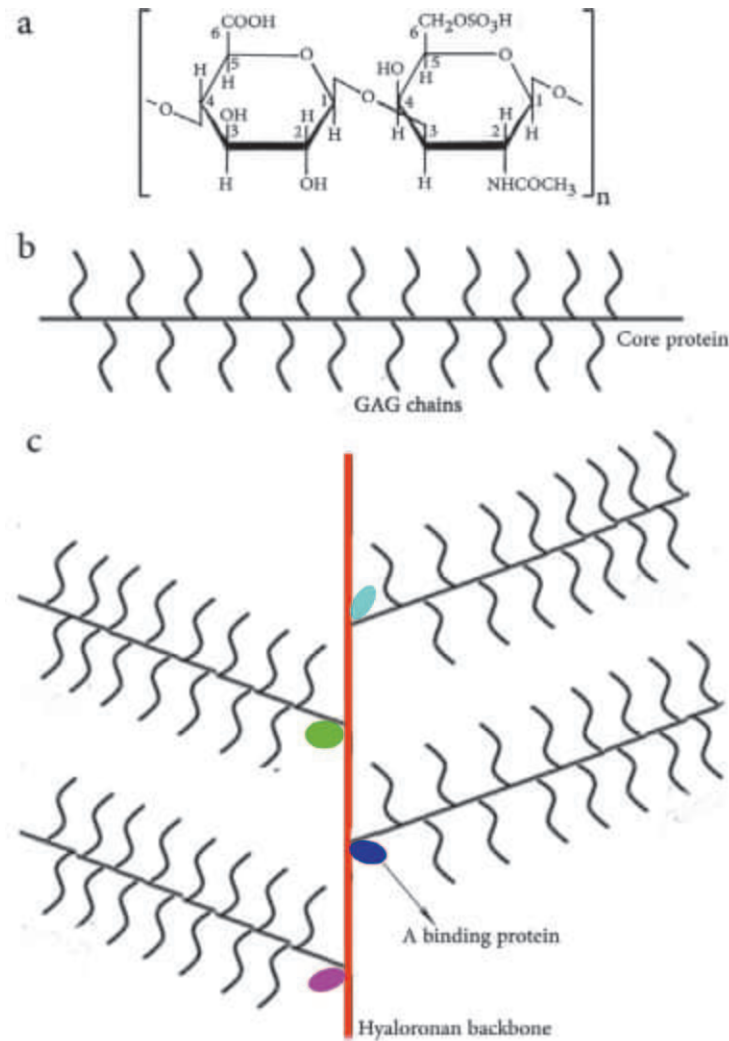 a
6 COOH
6 CH₂OSO₃H
O
O
H
5
H
4
OH
3
H
2
1
H
H
OH
O
O
HO
5
H
4
H
3
H
H
2
1
H
NHCOCH₃
O
n
b
Core protein
GAG chains
c
A binding protein
Hyaloronan backbone